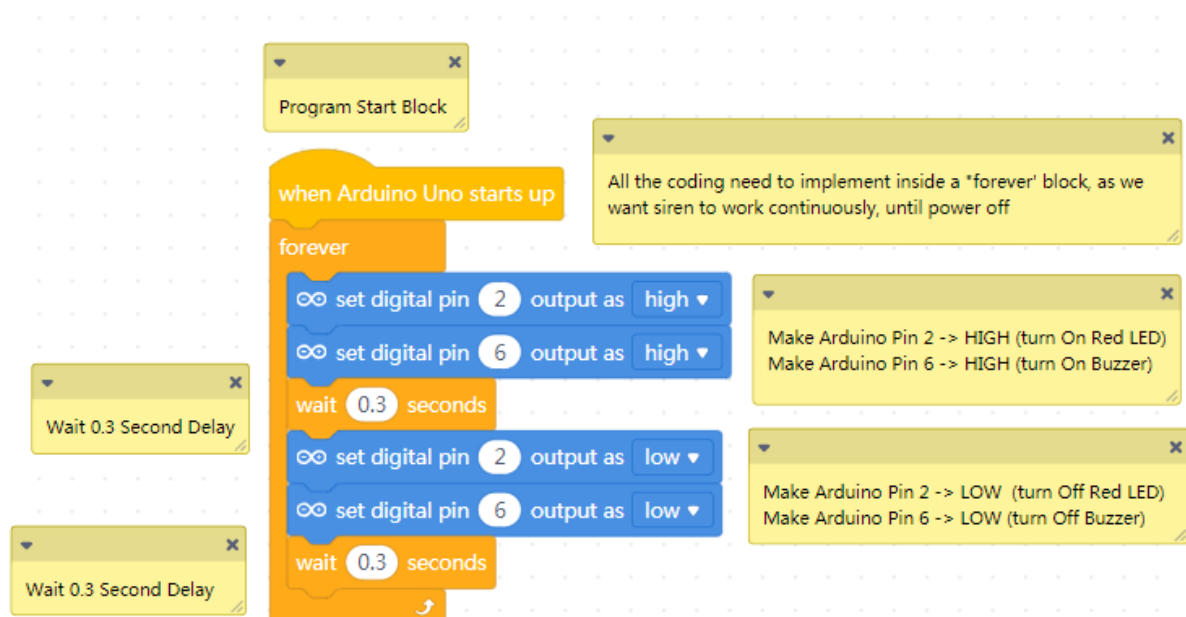 Program Start Block
All the coding need to implement inside a "forever' block, as we
want siren to work continuously, until power off
when Arduino Uno starts up
forever
set digital pin 2 output as high
Make Arduino Pin 2 -> HIGH (turn On Red LED)
Make Arduino Pin 6 -> HIGH (turn On Buzzer)
set digital pin 6 output as high
wait 0.3 seconds
Wait 0.3 Second Delay
set digital pin 2 output as low
Make Arduino Pin 2 -> LOW (turn Off Red LED)
Make Arduino Pin 6 -> LOW (turn Off Buzzer)
set digital pin 6 output as low
wait 0.3 seconds
Wait 0.3 Second Delay